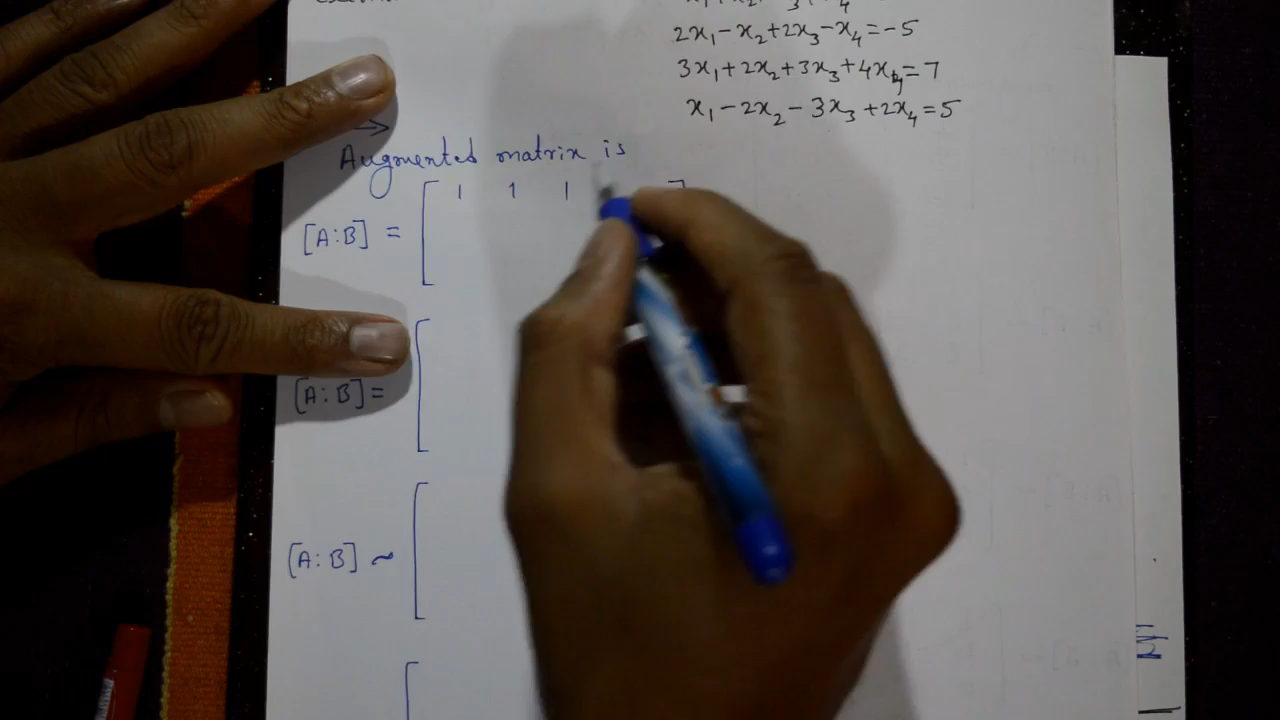 2x₁-x₂+2x₃-x₄=-5
3x₁+2x₂+3x₃+4x₄=7
x₁-2x₂-3x₃+2x₄=5
Augmented matrix is
[A:B] = [ 1 1 1 ]
[A:B] = [
[A:B] ~ [
[